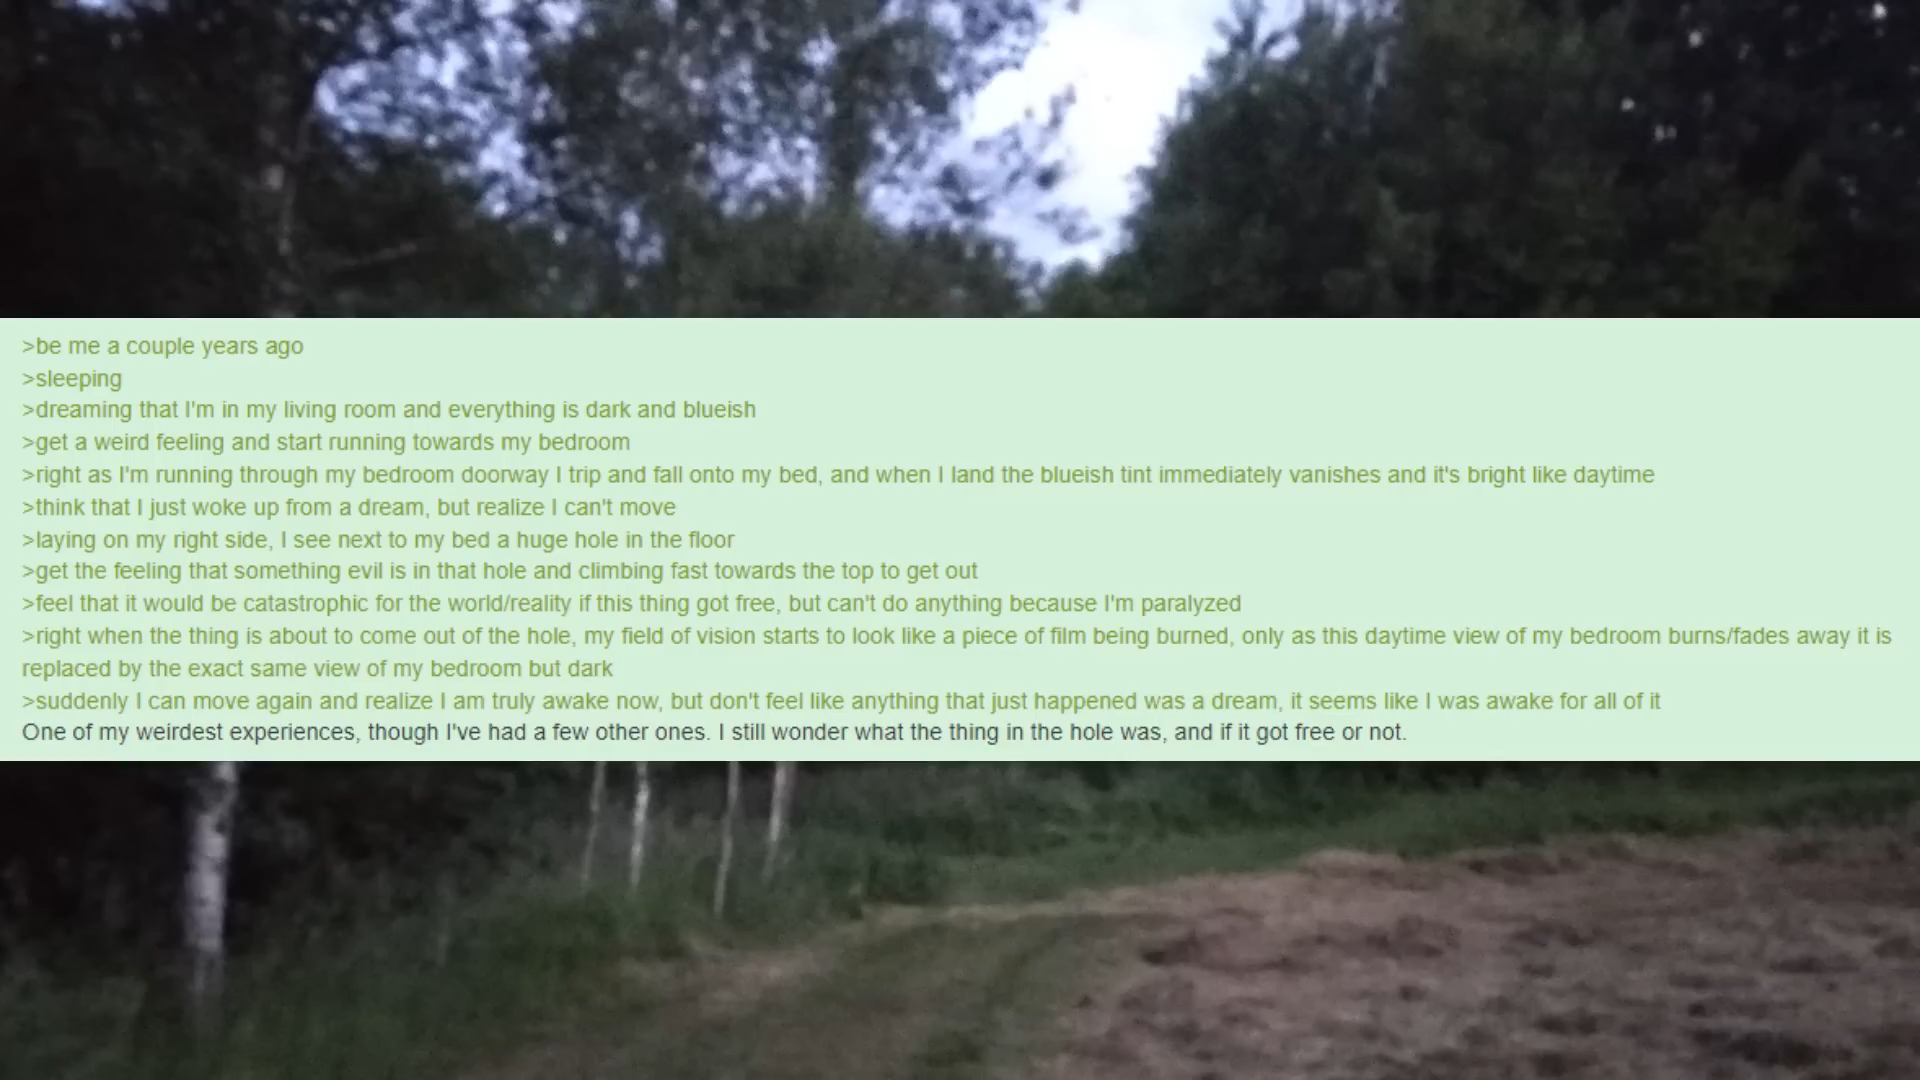 >be me a couple years ago
>sleeping
>dreaming that I'm in my living room and everything is dark and blueish
>get a weird feeling and start running towards my bedroom
>right as I'm running through my bedroom doorway I trip and fall onto my bed, and when I land the blueish tint immediately vanishes and it's bright like daytime
>think that I just woke up from a dream, but realize I can't move
>laying on my right side, I see next to my bed a huge hole in the floor
>get the feeling that something evil is in that hole and climbing fast towards the top to get out
>feel that it would be catastrophic for the world/reality if this thing got free, but can't do anything because I'm paralyzed
>right when the thing is about to come out of the hole, my field of vision starts to look like a piece of film being burned, only as this daytime view of my bedroom burns/fades away it is
replaced by the exact same view of my bedroom but dark
>suddenly I can move again and realize I am truly awake now, but don't feel like anything that just happened was a dream, it seems like I was awake for all of it
One of my weirdest experiences, though I've had a few other ones. I still wonder what the thing in the hole was, and if it got free or not.